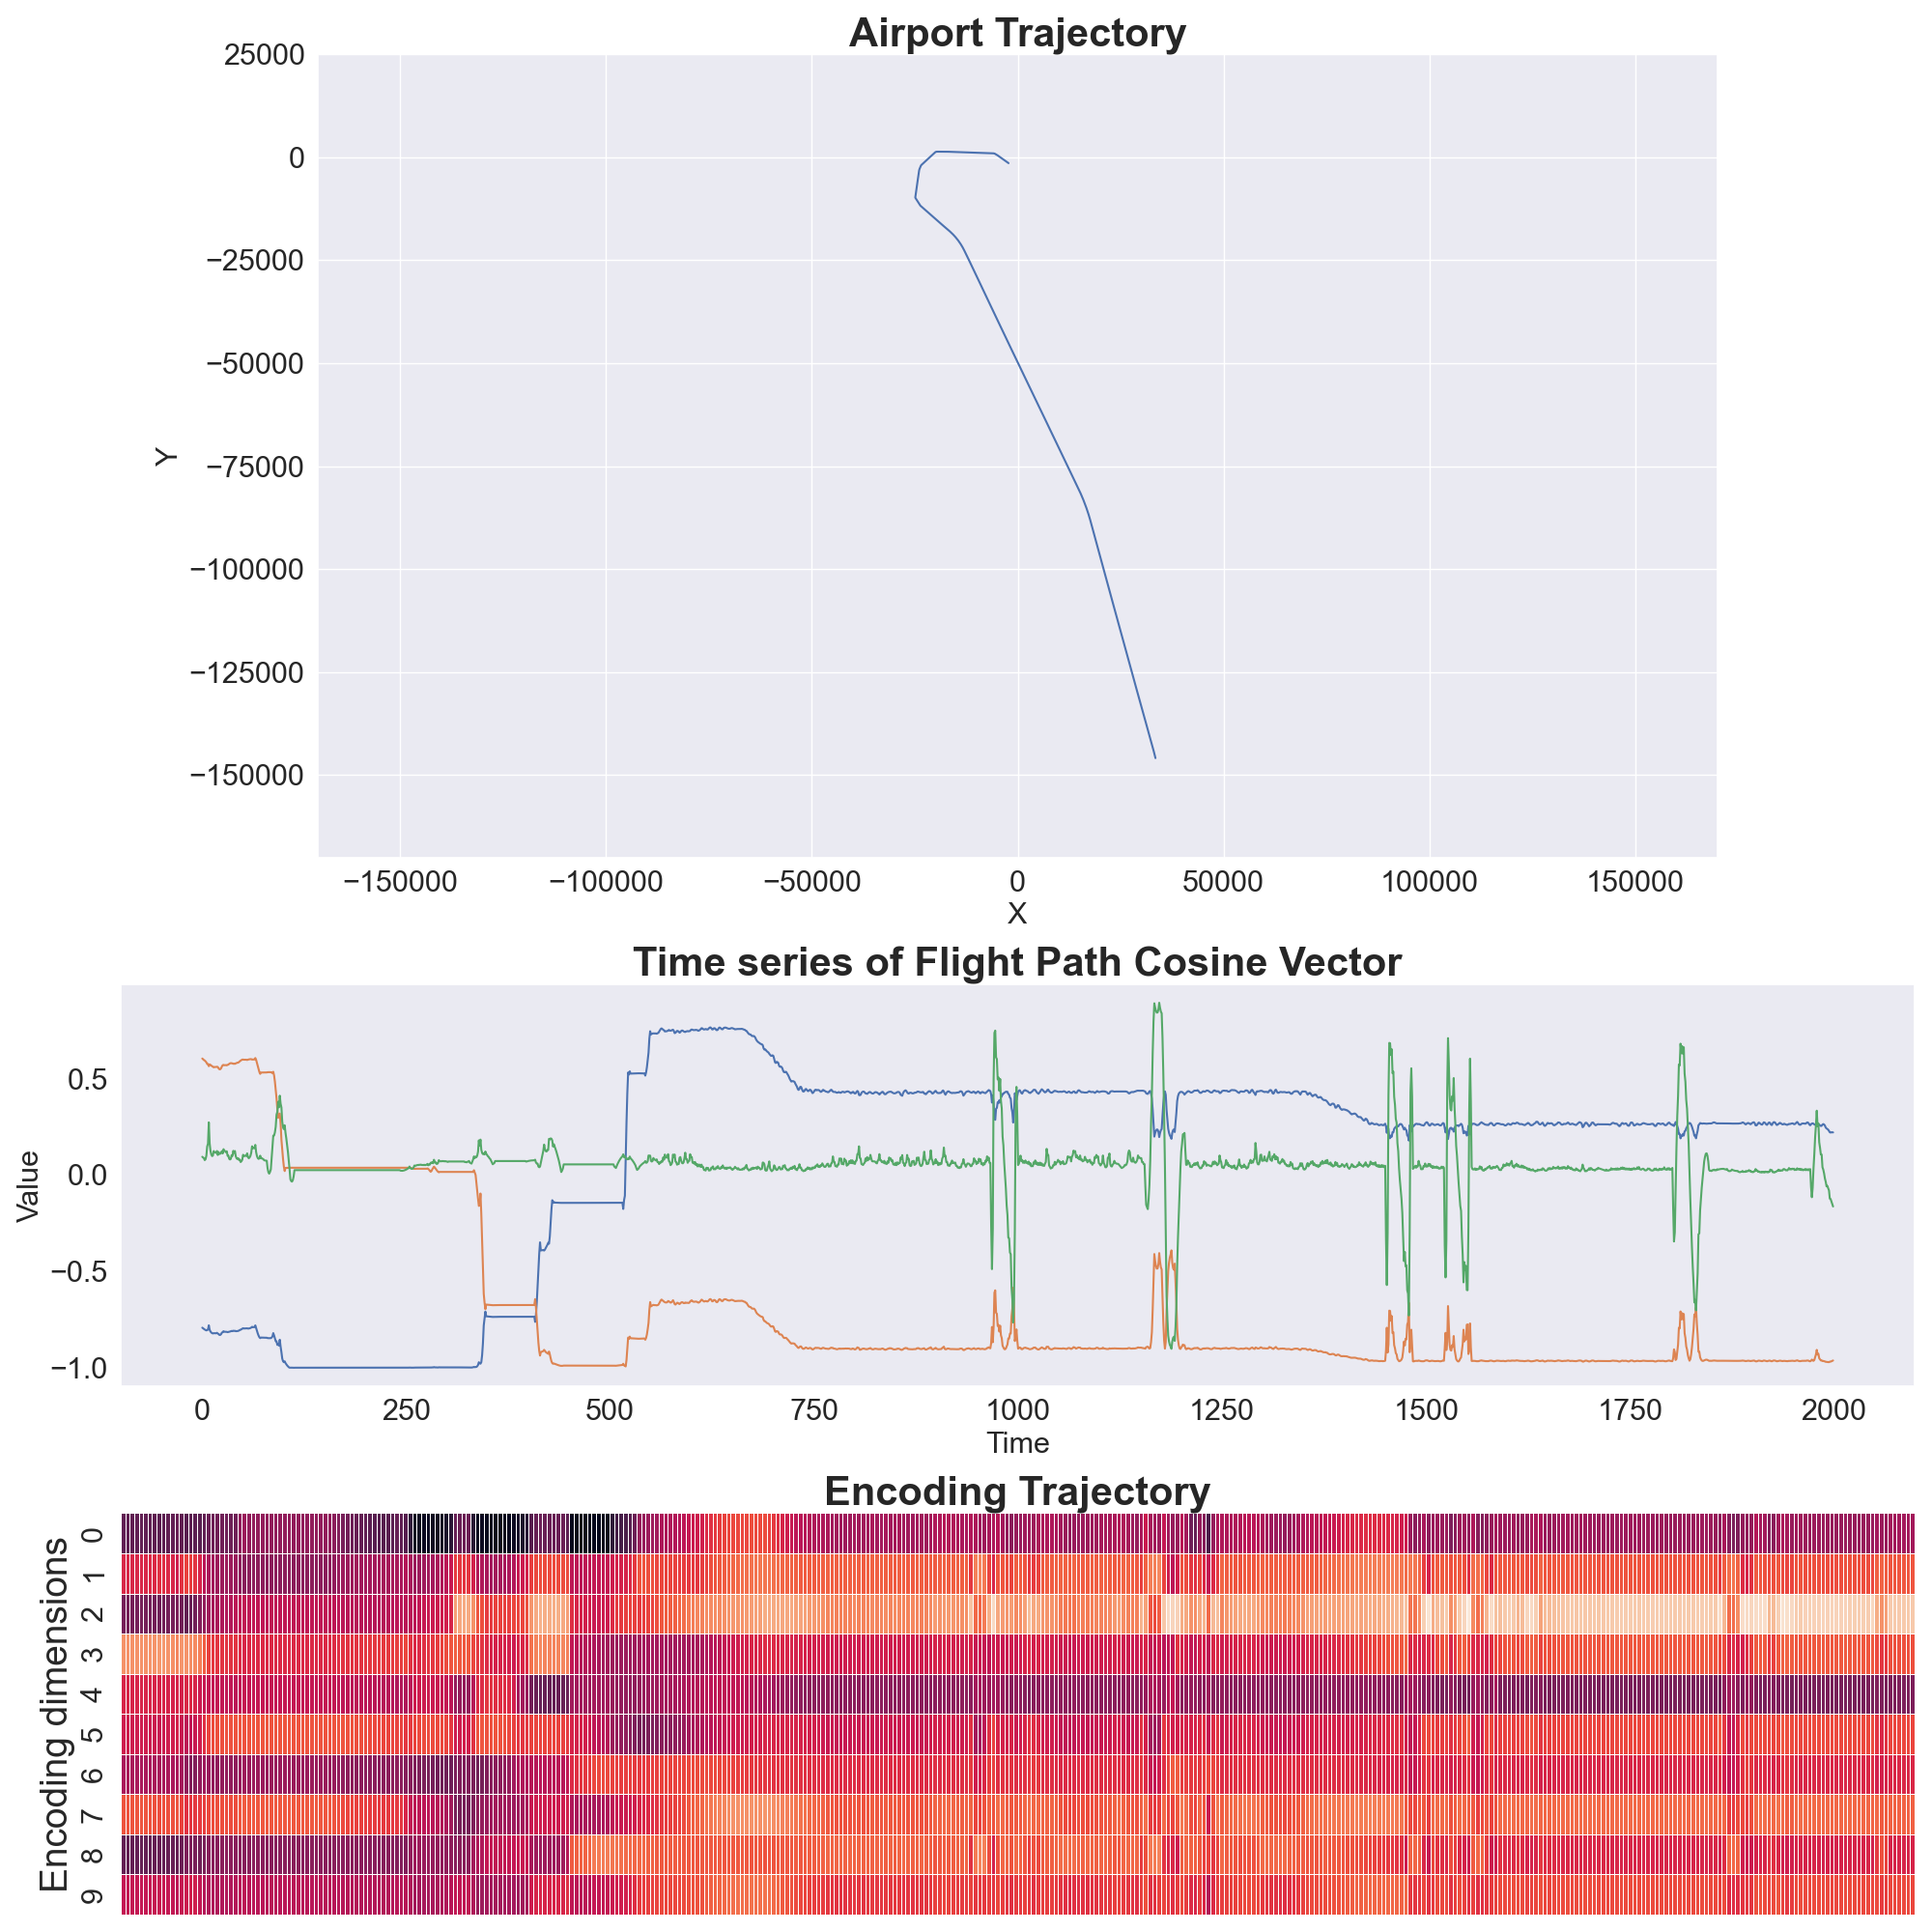 Airport Trajectory
25000
0
−25000
−50000
−75000
−100000
−125000
−150000
Y
−150000 −100000 −50000 0 50000 100000 150000
X
Time series of Flight Path Cosine Vector
0.5
0.0
−0.5
−1.0
Value
0 250 500 750 1000 1250 1500 1750 2000
Time
Encoding Trajectory
0
1
2
3
4
5
6
7
8
9
Encoding dimensions